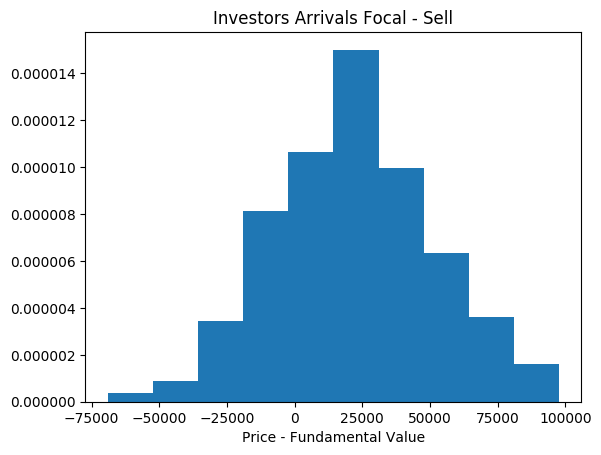 Investors Arrivals Focal - Sell
0.000014
0.000012
0.000010
0.000008
0.000006
0.000004
0.000002
0.000000
−75000 −50000 −25000 0 25000 50000 75000 100000
Price - Fundamental Value